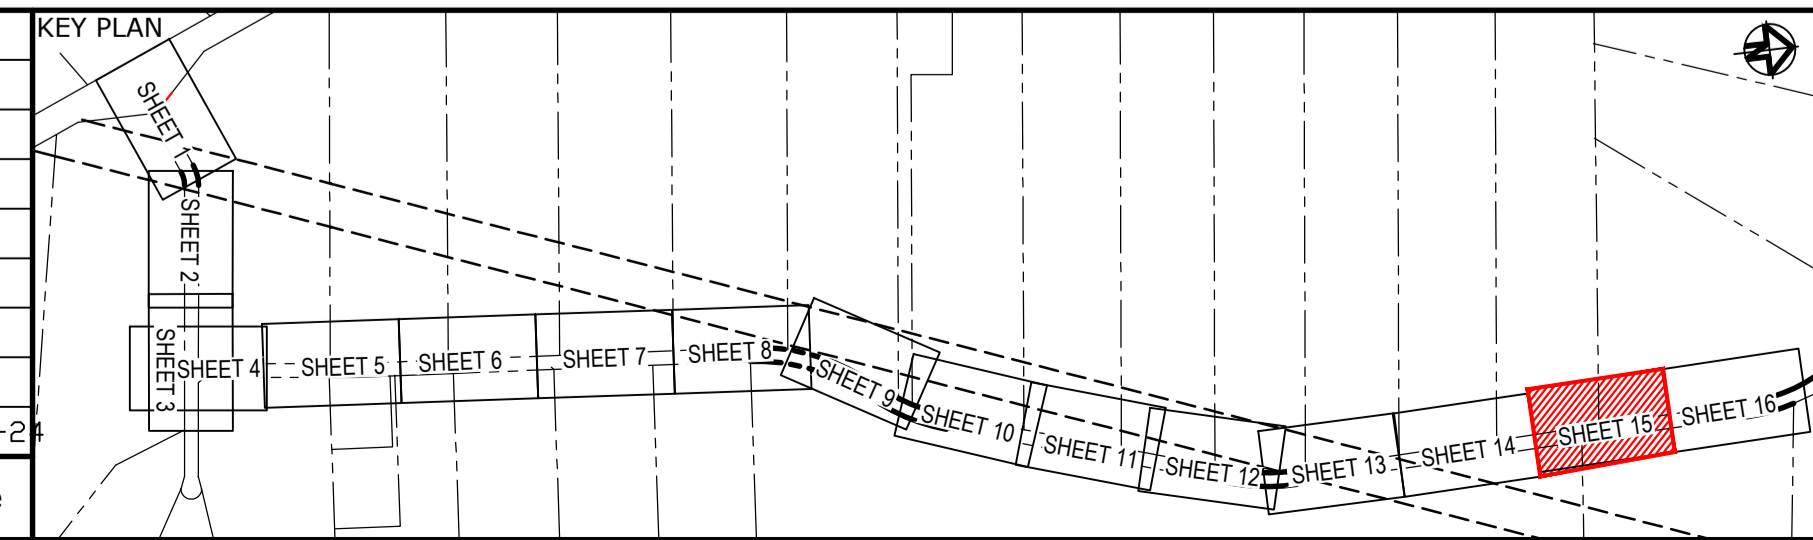 KEY PLAN
SHEET 1
SHEET 2
SHEET 3
SHEET 4
SHEET 5
SHEET 6
SHEET 7
SHEET 8
SHEET 9
SHEET 10
SHEET 11
SHEET 12
SHEET 13
SHEET 14
SHEET 15
SHEET 16
N
-24